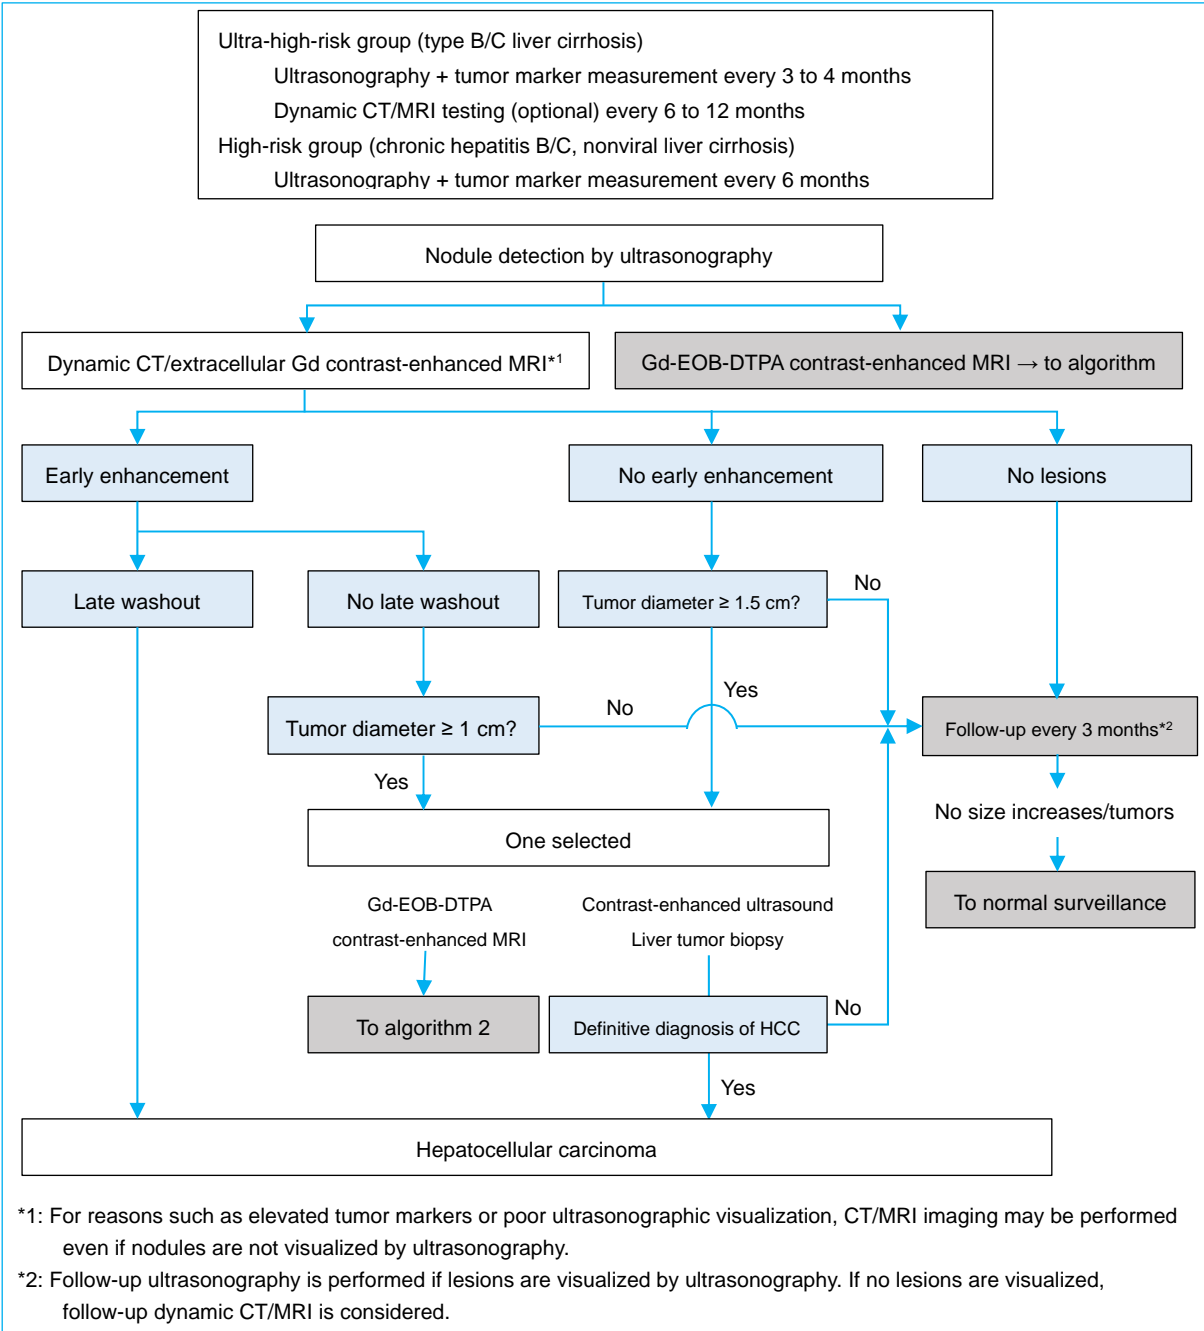 Ultra-high-risk group (type B/C liver cirrhosis)
Ultrasonography + tumor marker measurement every 3 to 4 months
Dynamic CT/MRI testing (optional) every 6 to 12 months
High-risk group (chronic hepatitis B/C, nonviral liver cirrhosis)
Ultrasonography + tumor marker measurement every 6 months
Nodule detection by ultrasonography
Dynamic CT/extracellular Gd contrast-enhanced MRI*1
Gd-EOB-DTPA contrast-enhanced MRI → to algorithm
Early enhancement
No early enhancement
No lesions
Late washout
No late washout
Tumor diameter ≥ 1.5 cm?
No
Yes
Tumor diameter ≥ 1 cm?
No
Follow-up every 3 months*2
Yes
No size increases/tumors
One selected
To normal surveillance
Gd-EOB-DTPA
contrast-enhanced MRI
Contrast-enhanced ultrasound
Liver tumor biopsy
To algorithm 2
Definitive diagnosis of HCC
No
Yes
Hepatocellular carcinoma
*1: For reasons such as elevated tumor markers or poor ultrasonographic visualization, CT/MRI imaging may be performed
even if nodules are not visualized by ultrasonography.
*2: Follow-up ultrasonography is performed if lesions are visualized by ultrasonography. If no lesions are visualized,
follow-up dynamic CT/MRI is considered.